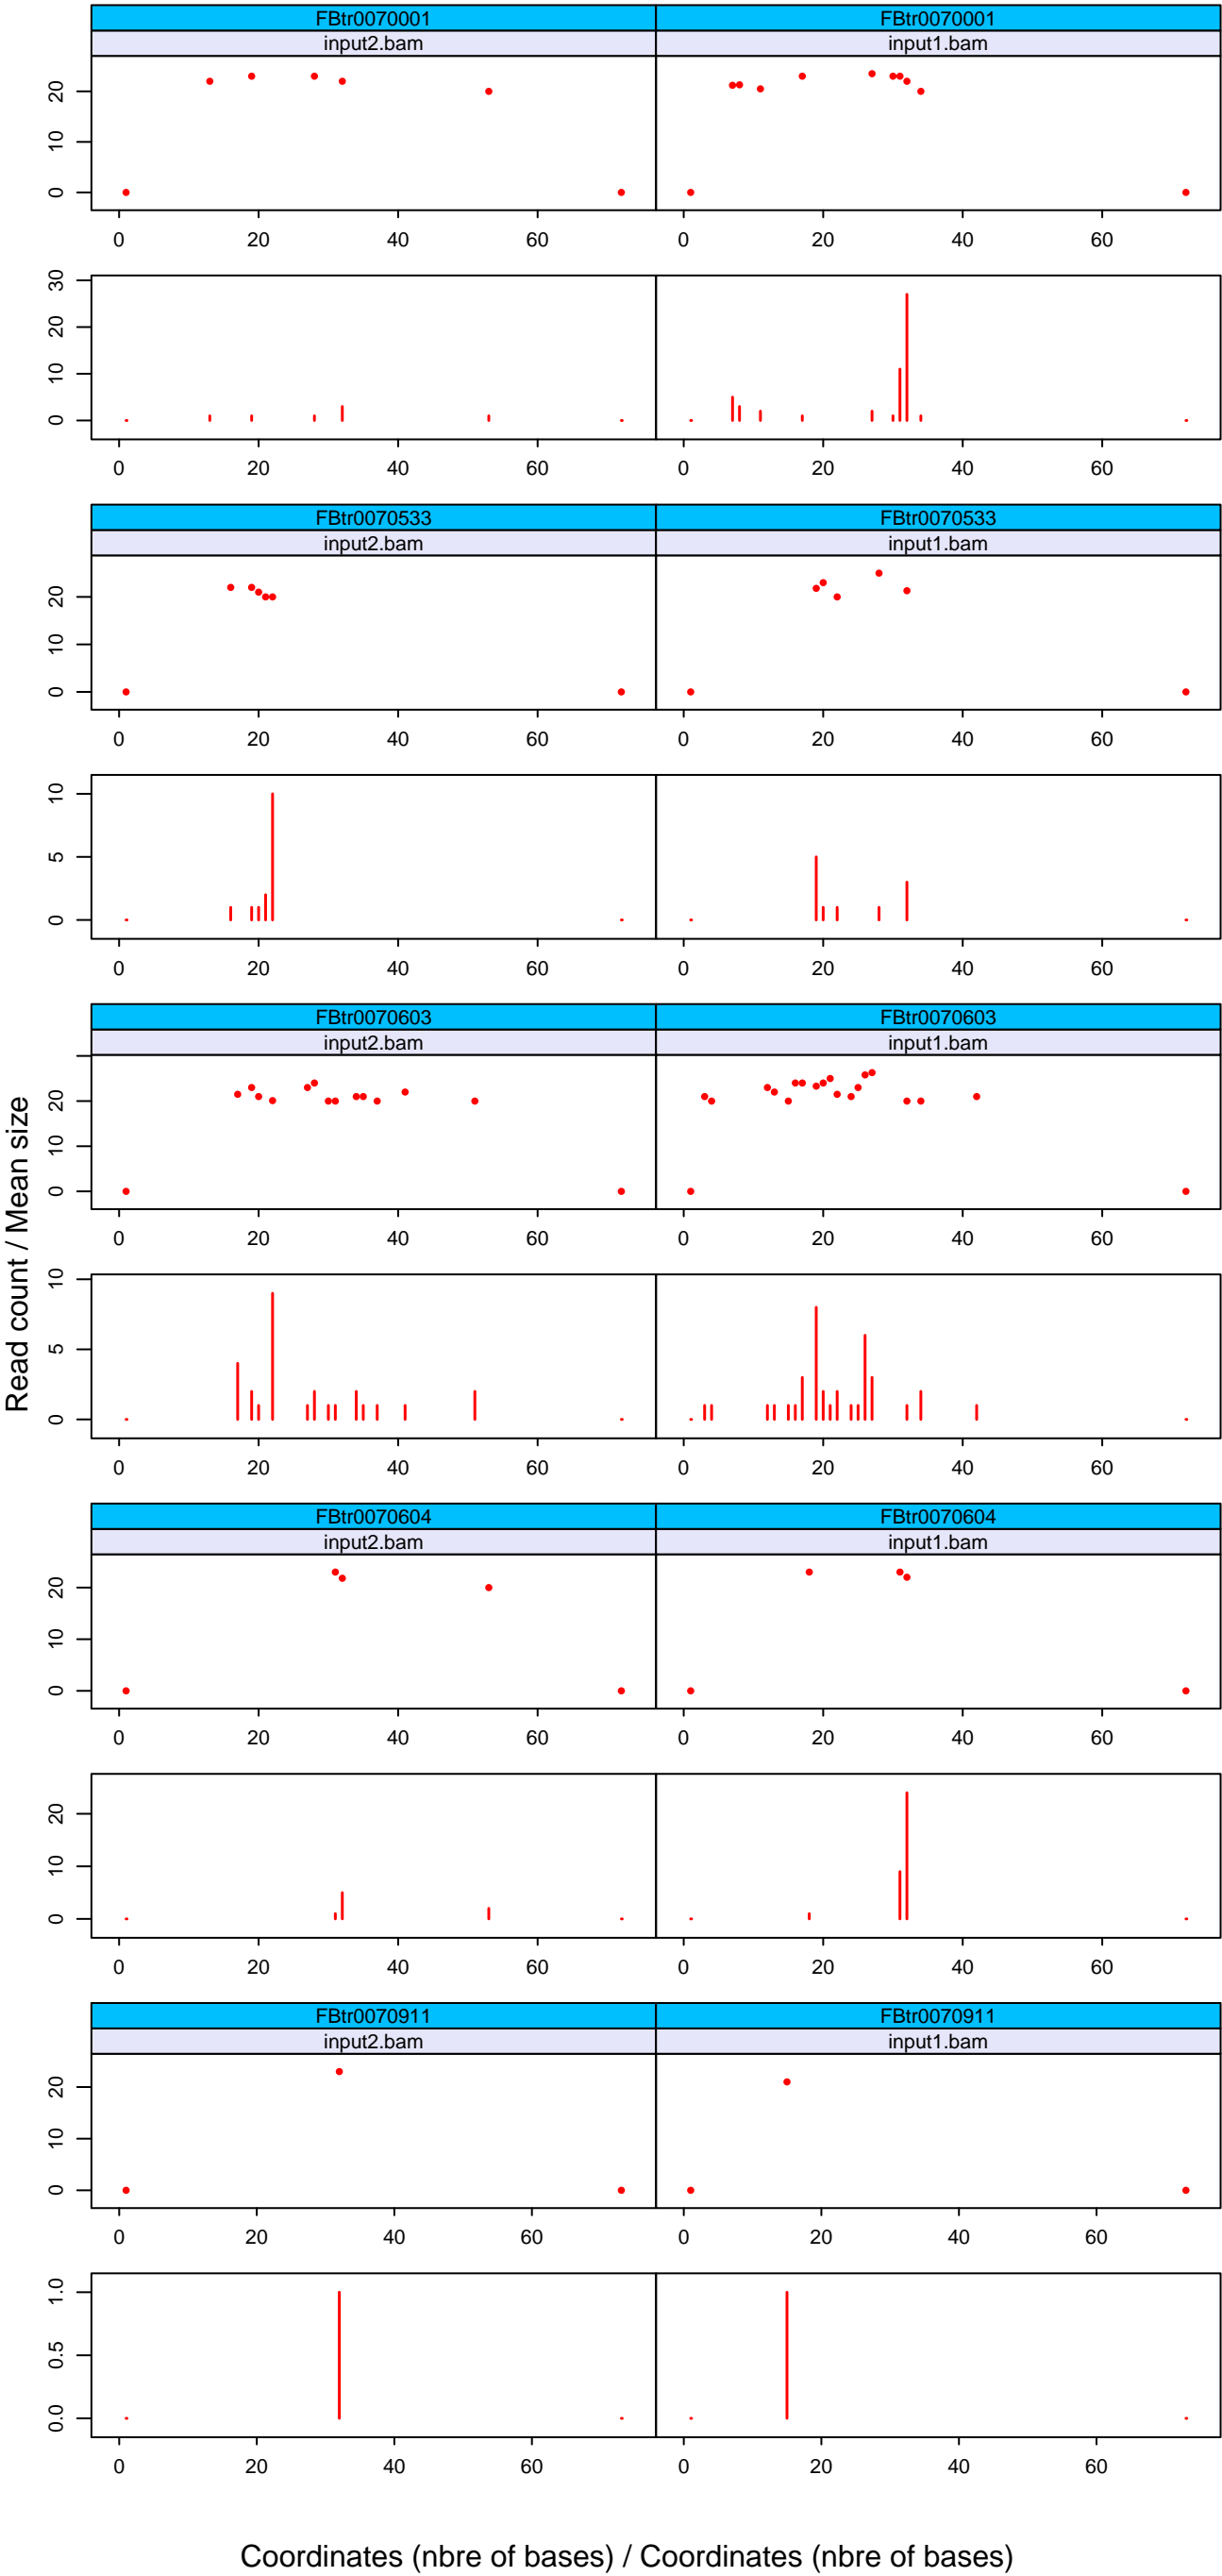 FBtr0070001 FBtr0070001
input2.bam input1.bam
20
10
0
0 20 40 60 0 20 40 60
30
20
10
0
0 20 40 60 0 20 40 60
FBtr0070533 FBtr0070533
input2.bam input1.bam
20
10
0
0 20 40 60 0 20 40 60
10
5
0
0 20 40 60 0 20 40 60
FBtr0070603 FBtr0070603
input2.bam input1.bam
20
10
0
0 20 40 60 0 20 40 60
Read count / Mean size
10
5
0
0 20 40 60 0 20 40 60
FBtr0070604 FBtr0070604
input2.bam input1.bam
20
10
0
0 20 40 60 0 20 40 60
20
10
0
0 20 40 60 0 20 40 60
FBtr0070911 FBtr0070911
input2.bam input1.bam
20
10
0
0 20 40 60 0 20 40 60
1.0
0.5
0.0
0 20 40 60 0 20 40 60
Coordinates (nbre of bases) / Coordinates (nbre of bases)